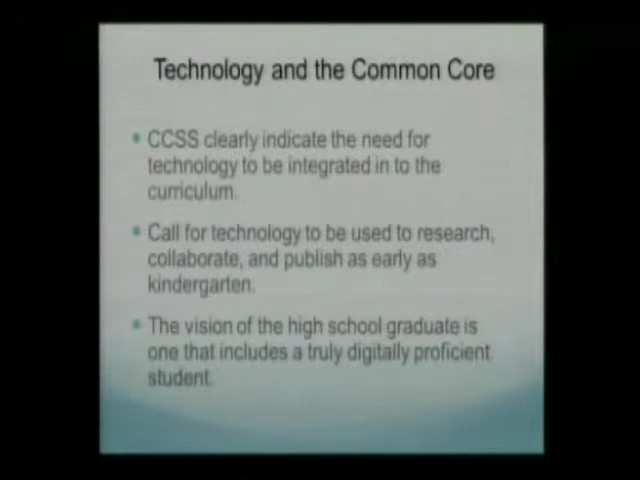 Technology and the Common Core
CCSS clearly indicate the need for
technology to be integrated in to the
curriculum.
Call for technology to be used to research,
collaborate, and publish as early as
kindergarten.
The vision of the high school graduate is
one that includes a truly digitally proficient
student.